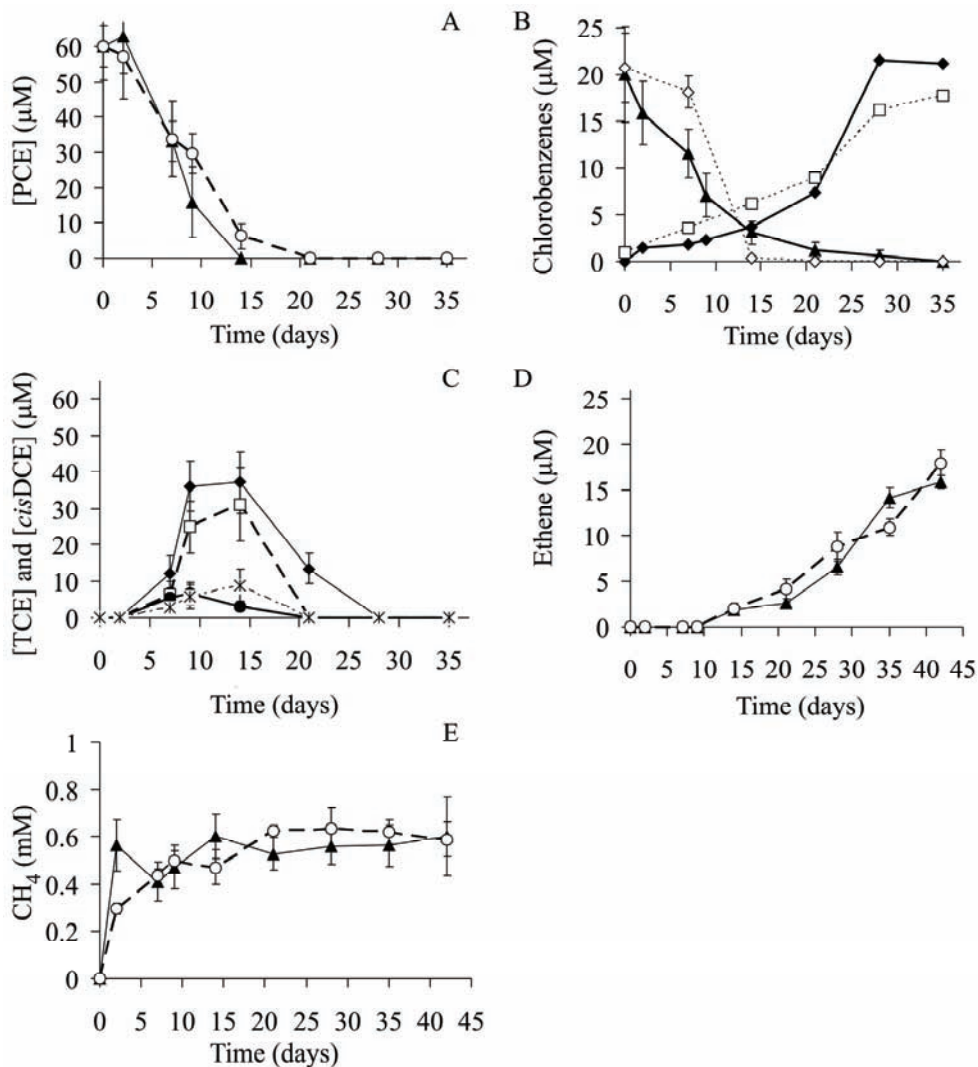 A
[PCE] (µM)
60
50
40
30
20
10
0
0 5 10 15 20 25 30 35
Time (days)
B
Chlorobenzenes (µM)
25
20
15
10
5
0
0 5 10 15 20 25 30 35
Time (days)
C
[TCE] and [cisDCE] (µM)
60
50
40
30
20
10
0
0 5 10 15 20 25 30 35
Time (days)
D
Ethene (µM)
25
20
15
10
5
0
0 5 10 15 20 25 30 35 40 45
Time (days)
E
CH4 (mM)
1
0.8
0.6
0.4
0.2
0
0 5 10 15 20 25 30 35 40 45
Time (days)